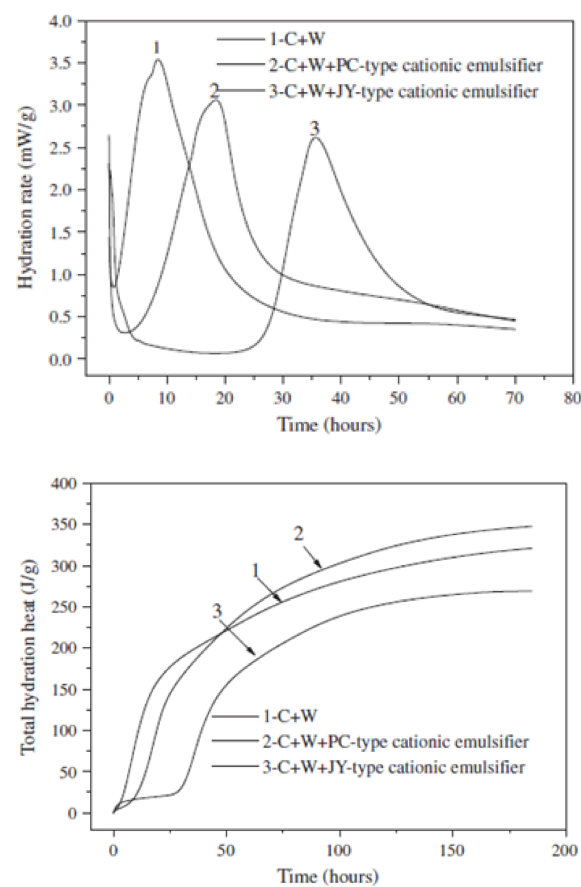 4.0
3.5
3.0
2.5
2.0
1.5
1.0
0.5
0.0
Hydration rate (mW/g)
1
2
3
1-C+W
2-C+W+PC-type cationic emulsifier
3-C+W+JY-type cationic emulsifier
0 10 20 30 40 50 60 70 80
Time (hours)
400
350
300
250
200
150
100
50
0
Total hydration heat (J/g)
2
1
3
1-C+W
2-C+W+PC-type cationic emulsifier
3-C+W+JY-type cationic emulsifier
0 50 100 150 200
Time (hours)